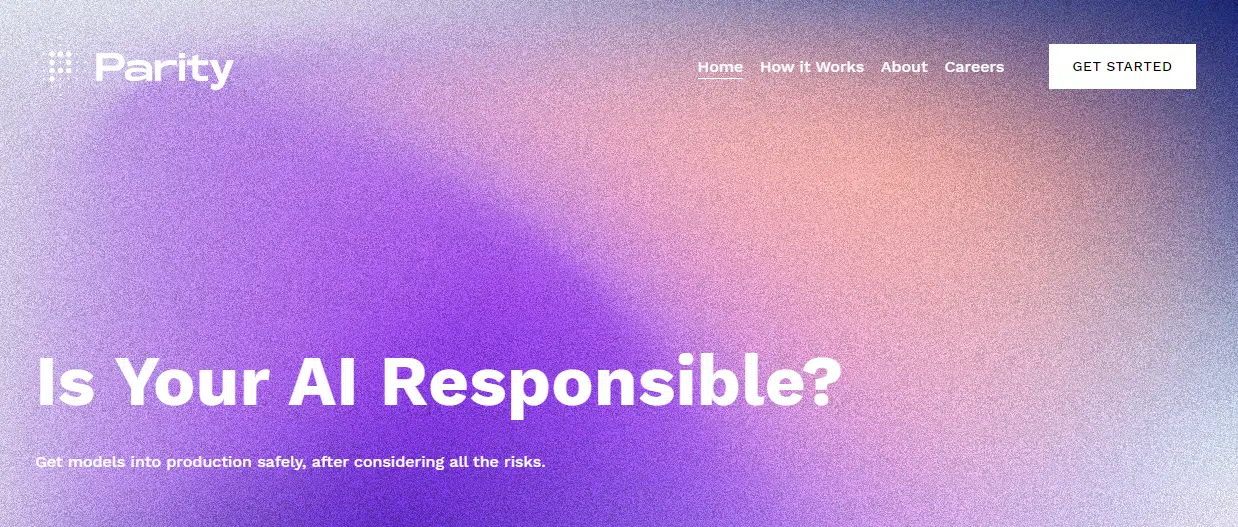 Parity
Home How it Works About Careers GET STARTED
Is Your AI Responsible?
Get models into production safely, after considering all the risks.